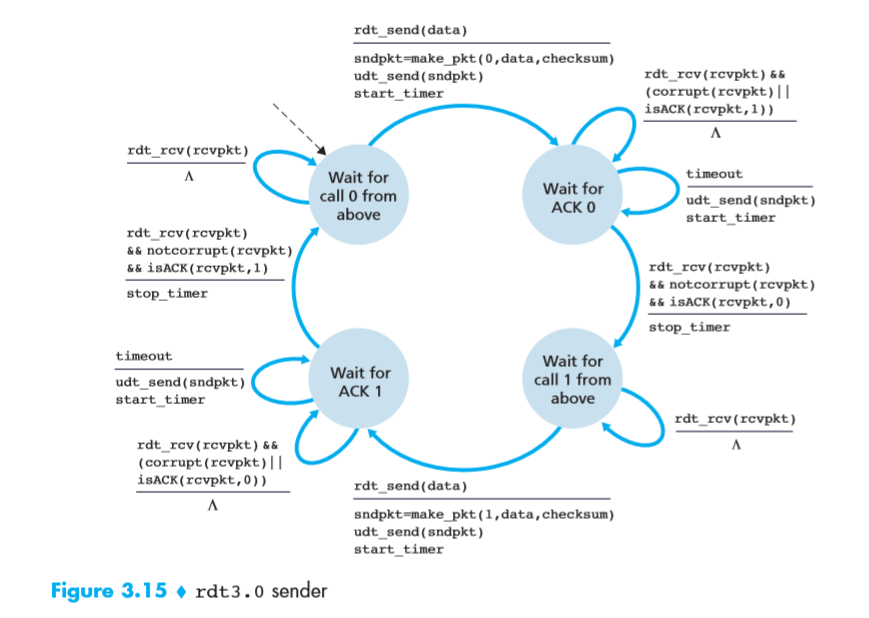 rdt_send(data)
sndpkt=make_pkt(0,data,checksum)
udt_send(sndpkt)
start_timer
rdt_rcv(rcvpkt) &&
(corrupt(rcvpkt)||
isACK(rcvpkt,1))
Λ
rdt_rcv(rcvpkt)
Λ
Wait for
call 0 from
above
Wait for
ACK 0
timeout
udt_send(sndpkt)
start_timer
rdt_rcv(rcvpkt)
&& notcorrupt(rcvpkt)
&& isACK(rcvpkt,1)
stop_timer
rdt_rcv(rcvpkt)
&& notcorrupt(rcvpkt)
&& isACK(rcvpkt,0)
stop_timer
timeout
udt_send(sndpkt)
start_timer
Wait for
ACK 1
Wait for
call 1 from
above
rdt_rcv(rcvpkt)
Λ
rdt_rcv(rcvpkt) &&
(corrupt(rcvpkt)||
isACK(rcvpkt,0))
Λ
rdt_send(data)
sndpkt=make_pkt(1,data,checksum)
udt_send(sndpkt)
start_timer
Figure 3.15 ♦ rdt3.0 sender